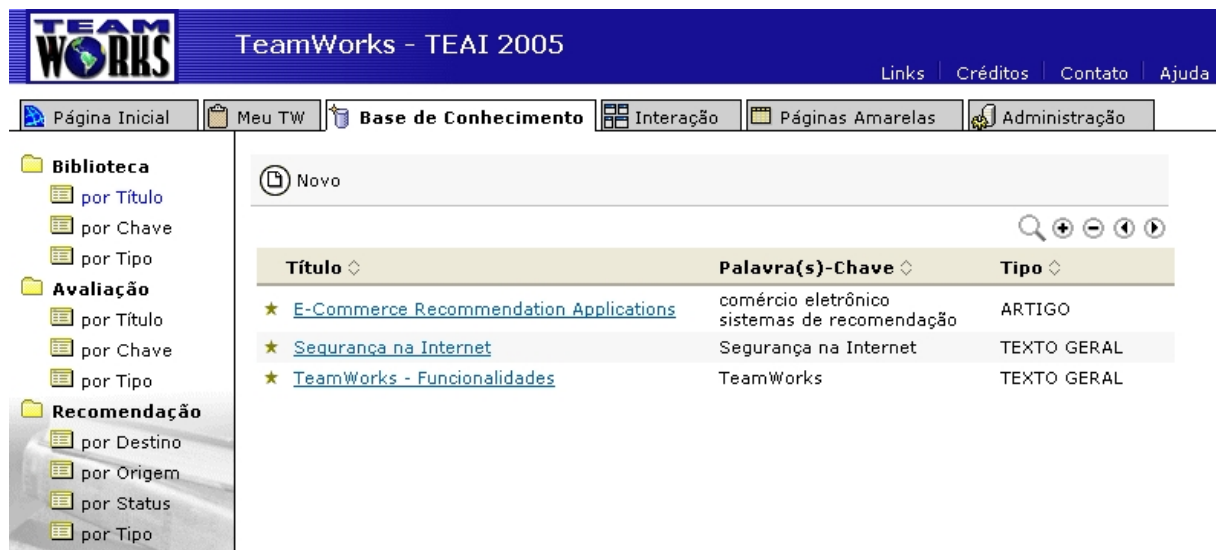 TEAM
WORKS
TeamWorks - TEAI 2005
Links Créditos Contato Ajuda
Página Inicial Meu TW Base de Conhecimento Interação Páginas Amarelas Administração
Biblioteca
por Título
por Chave
por Tipo
Avaliação
por Título
por Chave
por Tipo
Recomendação
por Destino
por Origem
por Status
por Tipo
Novo
Título Palavra(s)-Chave Tipo
E-Commerce Recommendation Applications comércio eletrônico ARTIGO
sistemas de recomendação
Segurança na Internet Segurança na Internet TEXTO GERAL
TeamWorks - Funcionalidades TeamWorks TEXTO GERAL